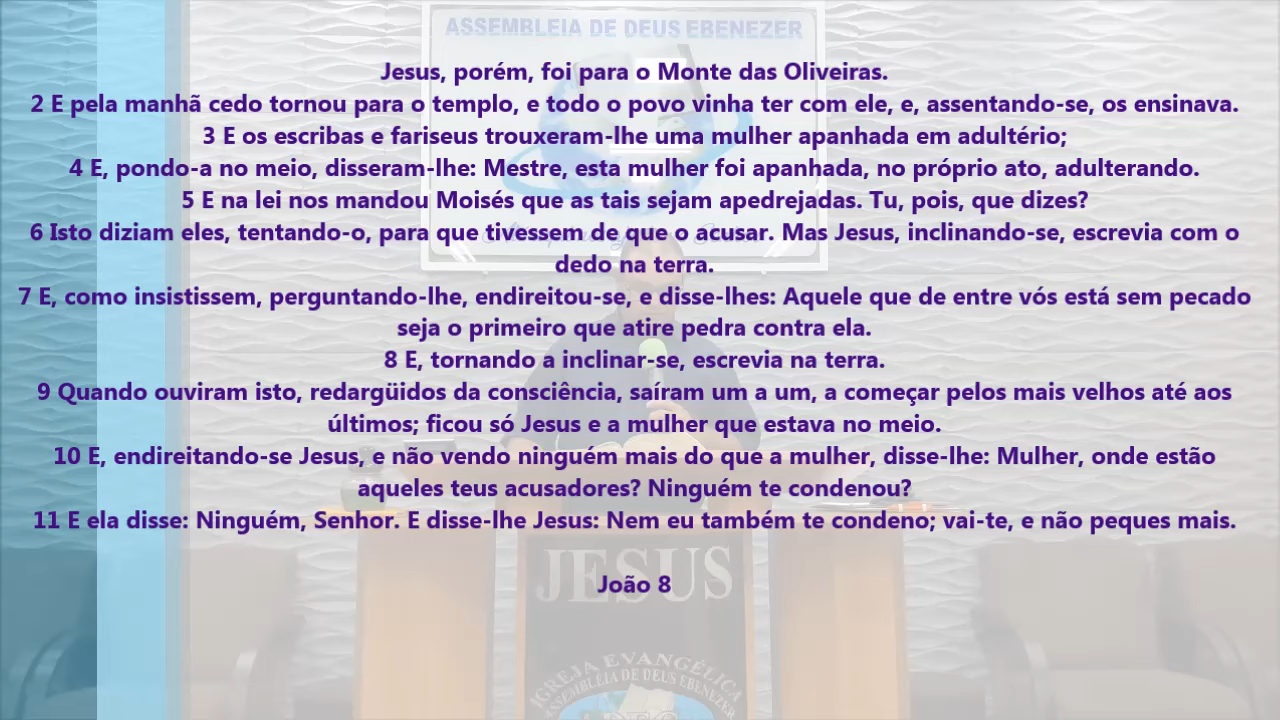 ASSEMBLEIA DE DEUS EBENEZER
Jesus, porém, foi para o Monte das Oliveiras.
2 E pela manhã cedo tornou para o templo, e todo o povo vinha ter com ele, e, assentando-se, os ensinava.
3 E os escribas e fariseus trouxeram-lhe uma mulher apanhada em adultério;
4 E, pondo-a no meio, disseram-lhe: Mestre, esta mulher foi apanhada, no próprio ato, adulterando.
5 E na lei nos mandou Moisés que as tais sejam apedrejadas. Tu, pois, que dizes?
6 Isto diziam eles, tentando-o, para que tivessem de que o acusar. Mas Jesus, inclinando-se, escrevia com o
dedo na terra.
7 E, como insistissem, perguntando-lhe, endireitou-se, e disse-lhes: Aquele que de entre vós está sem pecado
seja o primeiro que atire pedra contra ela.
8 E, tornando a inclinar-se, escrevia na terra.
9 Quando ouviram isto, redargüidos da consciência, saíram um a um, a começar pelos mais velhos até aos
últimos; ficou só Jesus e a mulher que estava no meio.
10 E, endireitando-se Jesus, e não vendo ninguém mais do que a mulher, disse-lhe: Mulher, onde estão
aqueles teus acusadores? Ninguém te condenou?
11 E ela disse: Ninguém, Senhor. E disse-lhe Jesus: Nem eu também te condeno; vai-te, e não peques mais.
João 8
JESUS
IGREJA EVANGÉLICA
ASSEMBLEIA DE DEUS EBENEZER